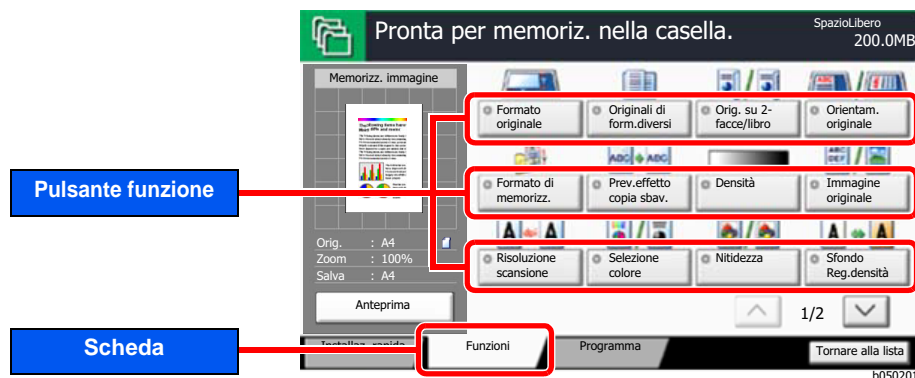 Pronta per memoriz. nella casella.
SpazioLibero
200.0MB
Memorizz. immagine
Orig. : A4
Zoom : 100%
Salva : A4
Anteprima
Formato
originale
Originali di
form.diversi
Orig. su 2-
facce/libro
Orientam.
originale
Pulsante funzione
Formato di
memorizz.
Prev.effetto
copia sbav.
Densità
Immagine
originale
Risoluzione
scansione
Selezione
colore
Nitidezza
Sfondo
Reg.densità
1/2
Scheda
Installaz. rapida
Funzioni
Programma
Tornare alla lista
b050201